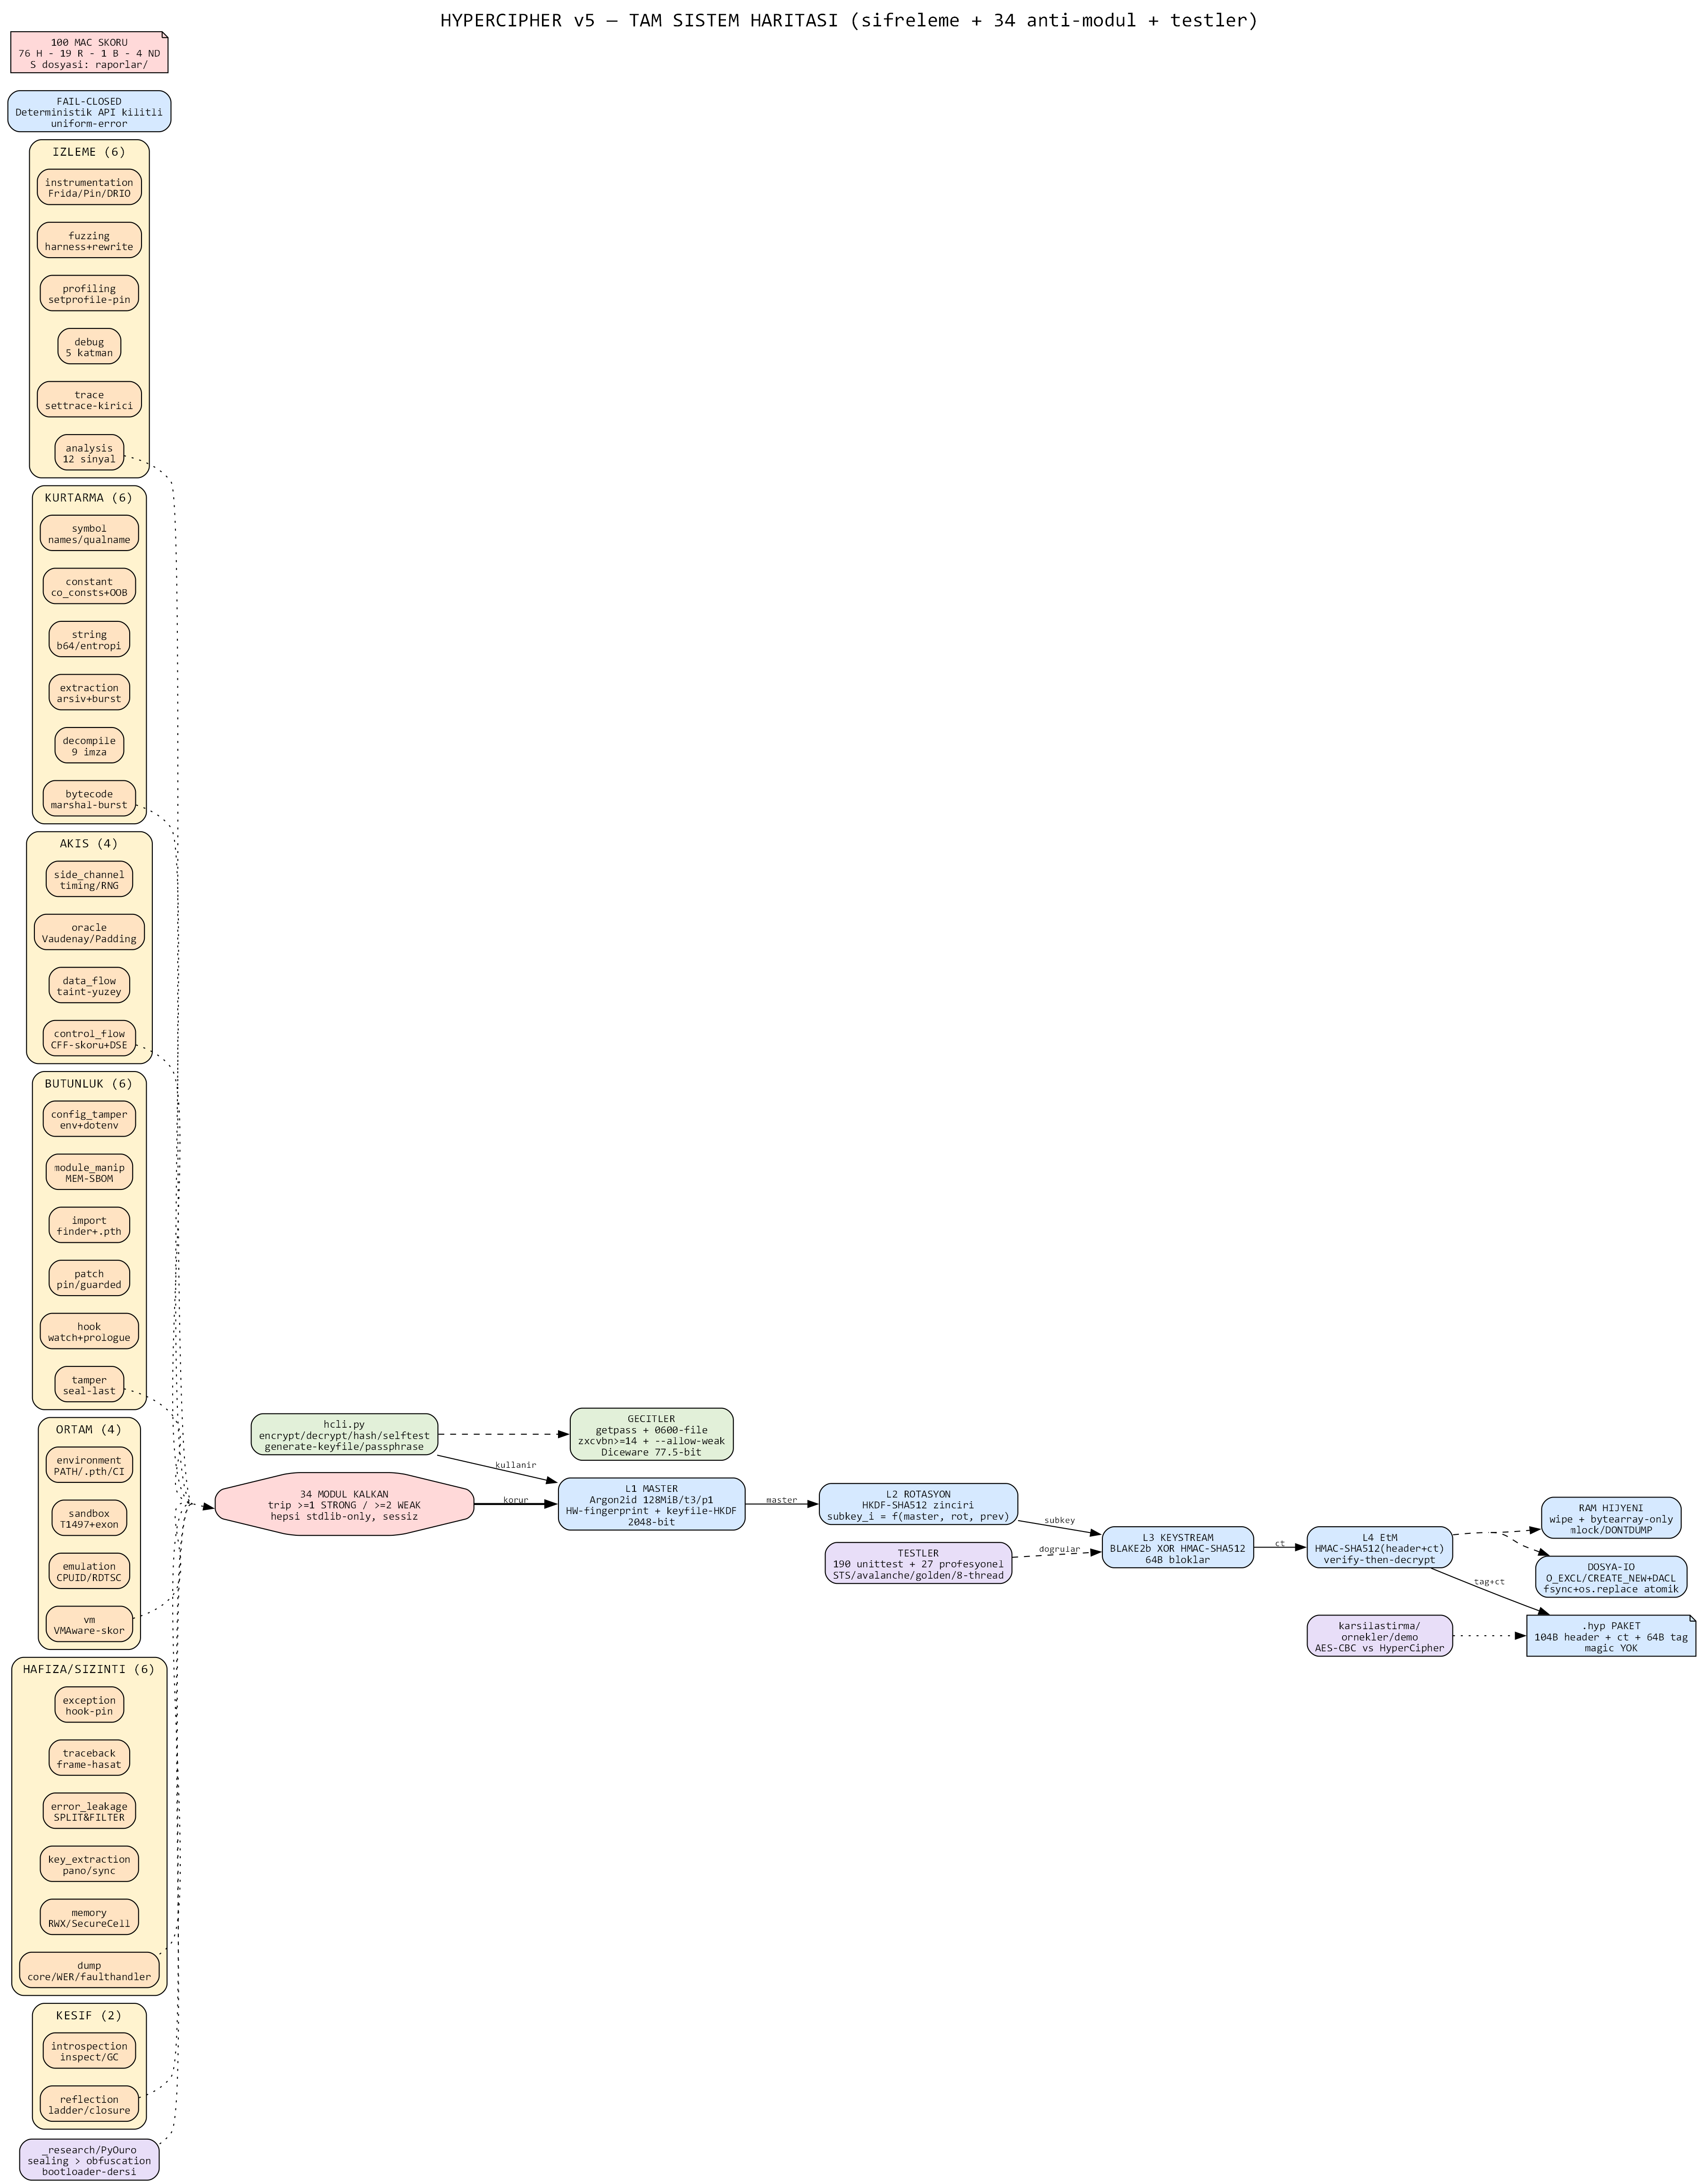 HYPERCIPHER v5 — TAM SISTEM HARITASI (sifreleme + 34 anti-modul + testler)
100 MAC SKORU
76 H - 19 R - 1 B - 4 ND
S dosyasi: raporlar/
FAIL-CLOSED
Deterministik API kilitli
uniform-error
IZLEME (6)
instrumentation
Frida/Pin/DRIO
fuzzing
harness+rewrite
profiling
setprofile-pin
debug
5 katman
trace
settrace-kirici
analysis
12 sinyal
KURTARMA (6)
symbol
names/qualname
constant
co_consts+OOB
string
b64/entropi
extraction
arsiv+burst
decompile
9 imza
bytecode
marshal-burst
AKIS (4)
side_channel
timing/RNG
oracle
Vaudenay/Padding
data_flow
taint-yuzey
control_flow
CFF-skoru+DSE
BUTUNLUK (6)
config_tamper
env+dotenv
module_manip
MEM-SBOM
import
finder+.pth
patch
pin/guarded
hook
watch+prologue
tamper
seal-last
ORTAM (4)
environment
PATH/.pth/CI
sandbox
T1497+exon
emulation
CPUID/RDTSC
vm
VMAware-skor
HAFIZA/SIZINTI (6)
exception
hook-pin
traceback
frame-hasat
error_leakage
SPLIT&FILTER
key_extraction
pano/sync
memory
RWX/SecureCell
dump
core/WER/faulthandler
KESIF (2)
introspection
inspect/GC
reflection
ladder/closure
_research/PyOuro
sealing > obfuscation
bootloader-dersi
hcli.py
encrypt/decrypt/hash/selftest
generate-keyfile/passphrase
kullanir
34 MODUL KALKAN
trip >=1 STRONG / >=2 WEAK
hepsi stdlib-only, sessiz
korur
GECITLER
getpass + 0600-file
zxcvbn>=14 + --allow-weak
Diceware 77.5-bit
L1 MASTER
Argon2id 128MiB/t3/p1
HW-fingerprint + keyfile-HKDF
2048-bit
master
L2 ROTASYON
HKDF-SHA512 zinciri
subkey_i = f(master, rot, prev)
subkey
TESTLER
190 unittest + 27 profesyonel
STS/avalanche/golden/8-thread
dogrular
L3 KEYSTREAM
BLAKE2b XOR HMAC-SHA512
64B bloklar
ct
L4 EtM
HMAC-SHA512(header+ct)
verify-then-decrypt
tag+ct
RAM HIJYENI
wipe + bytearray-only
mlock/DONTDUMP
DOSYA-IO
O_EXCL/CREATE_NEW+DACL
fsync+os.replace atomik
karsilastirma/
ornekler/demo
AES-CBC vs HyperCipher
.hyp PAKET
104B header + ct + 64B tag
magic YOK